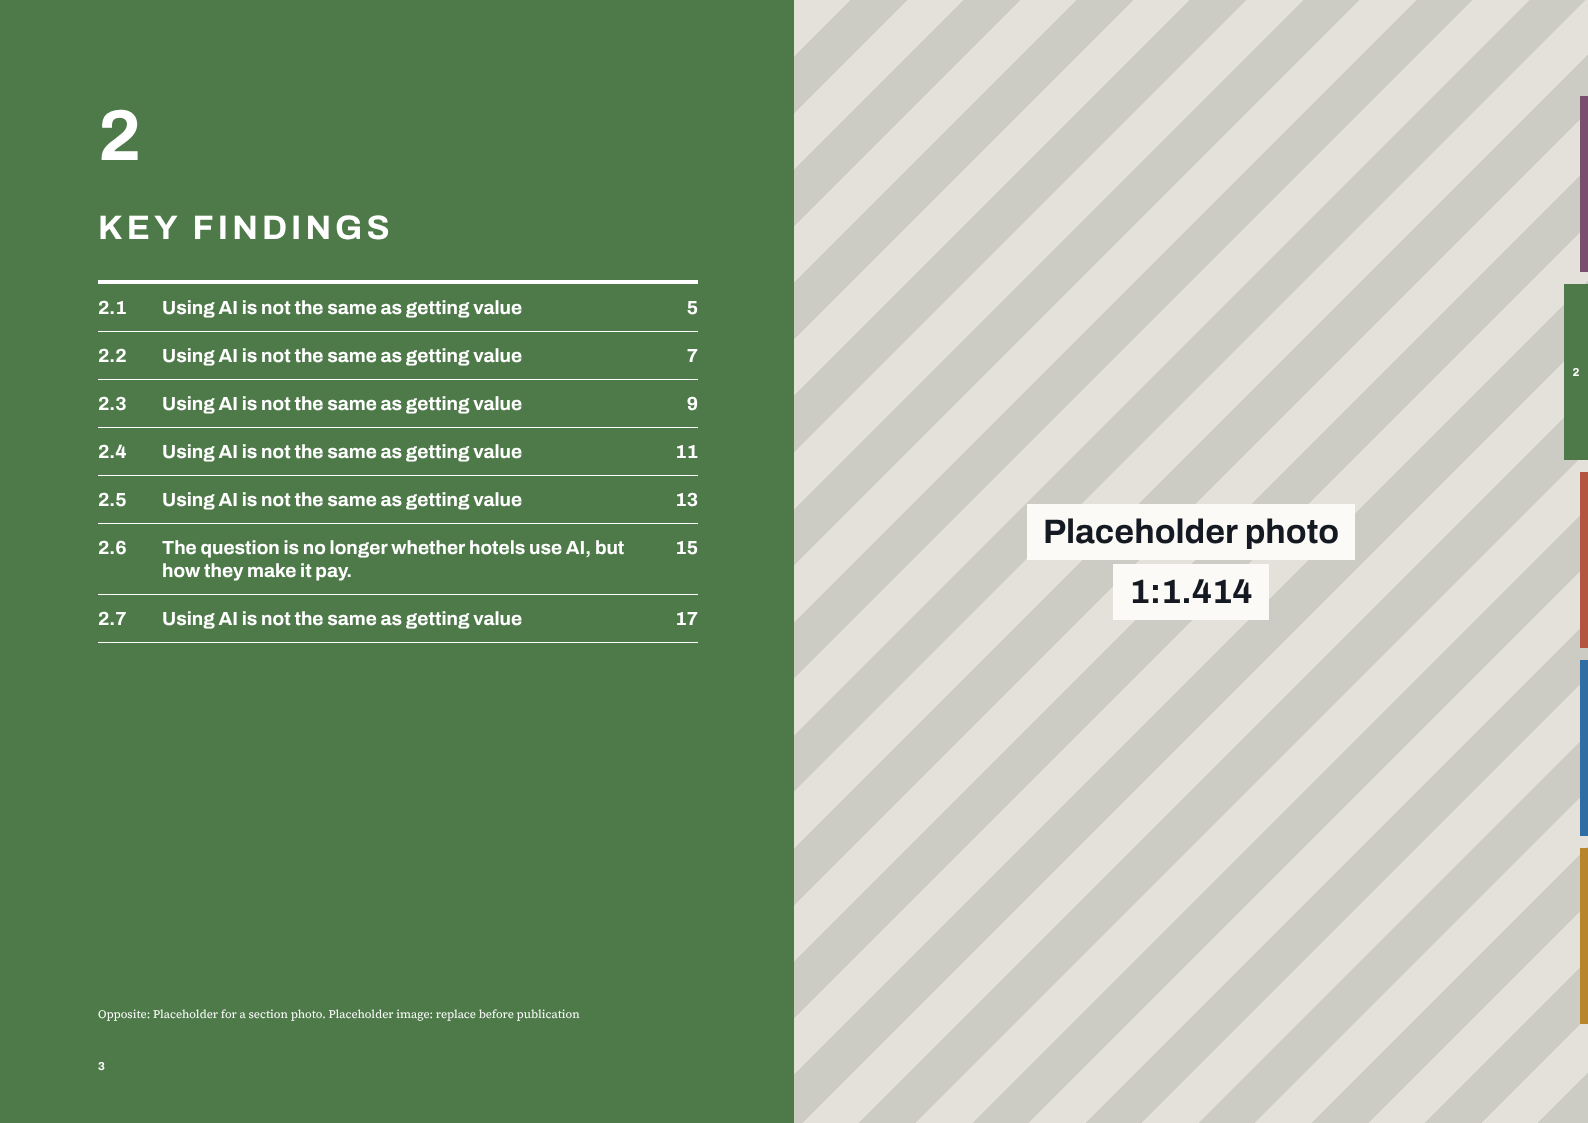 2
KEY FINDINGS
2.1 Using AI is not the same as getting value 5
2.2 Using AI is not the same as getting value 7
2.3 Using AI is not the same as getting value 9
2.4 Using AI is not the same as getting value 11
2.5 Using AI is not the same as getting value 13
2.6 The question is no longer whether hotels use AI, but 15
how they make it pay.
2.7 Using AI is not the same as getting value 17
Opposite: Placeholder for a section photo. Placeholder image: replace before publication
3
Placeholder photo
1:1.414
2